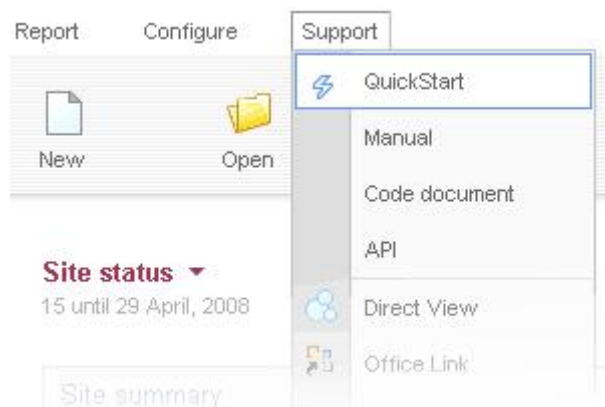 Report Configure Support
QuickStart
Manual
New Open
Code document
API
Site status
15 until 29 April, 2008
Direct View
Office Link
Site summary